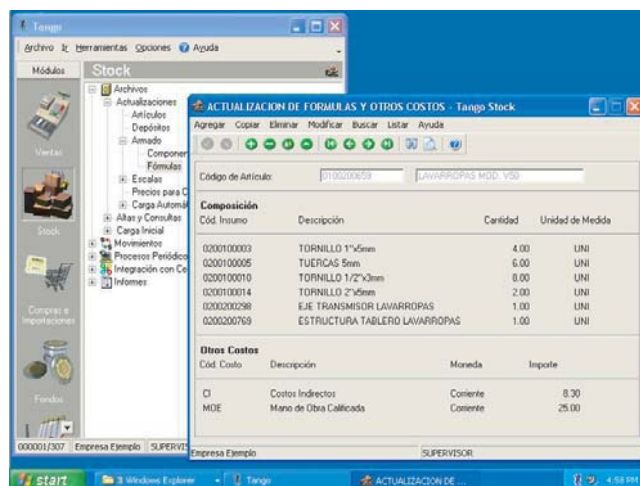 Tango
Archivo Ir Herramientas Opciones Ayuda
Módulos
Stock
Ventas
Stock
Compras e Importaciones
Fondos
Archivos
Actualizaciones
Artículos
Depósitos
Armado
Componen
Fórmulas
Escalas
Precios para C
Carga Automá
Altas y Consultas
Carga Inicial
Movimientos
Procesos Periódico
Integración con Ce
Informes
000001/307 Empresa Ejemplo SUPERVIS
ACTUALIZACION DE FORMULAS Y OTROS COSTOS - Tango Stock
Agregar Copiar Eliminar Modificar Buscar Listar Ayuda
Código de Artículo: 0100200659 LAVARROPAS MOD. V50
Composición
Cód. Insumo Descripción Cantidad Unidad de Medida
0200100003 TORNILLO 1"x5mm 4.00 UNI
0200100005 TUERCAS 5mm 6.00 UNI
0200100010 TORNILLO 1/2"x3mm 8.00 UNI
0200100014 TORNILLO 2"x5mm 2.00 UNI
0200200298 EJE TRANSMISOR LAVARROPAS 1.00 UNI
0200200769 ESTRUCTURA TABLERO LAVARROPAS 1.00 UNI
Otros Costos
Cód. Costo Descripción Moneda Importe
CI Costos Indirectos Corriente 8.30
MOE Mano de Obra Calificada Corriente 25.00
Empresa Ejemplo SUPERVISOR
start 3 Windows Explorer Tango ACTUALIZACION DE ... 4:58 PM